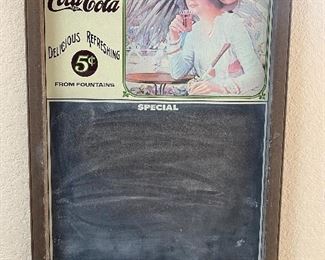 Coca-Cola
DELICIOUS REFRESHING
5¢
FROM FOUNTAINS
SPECIAL